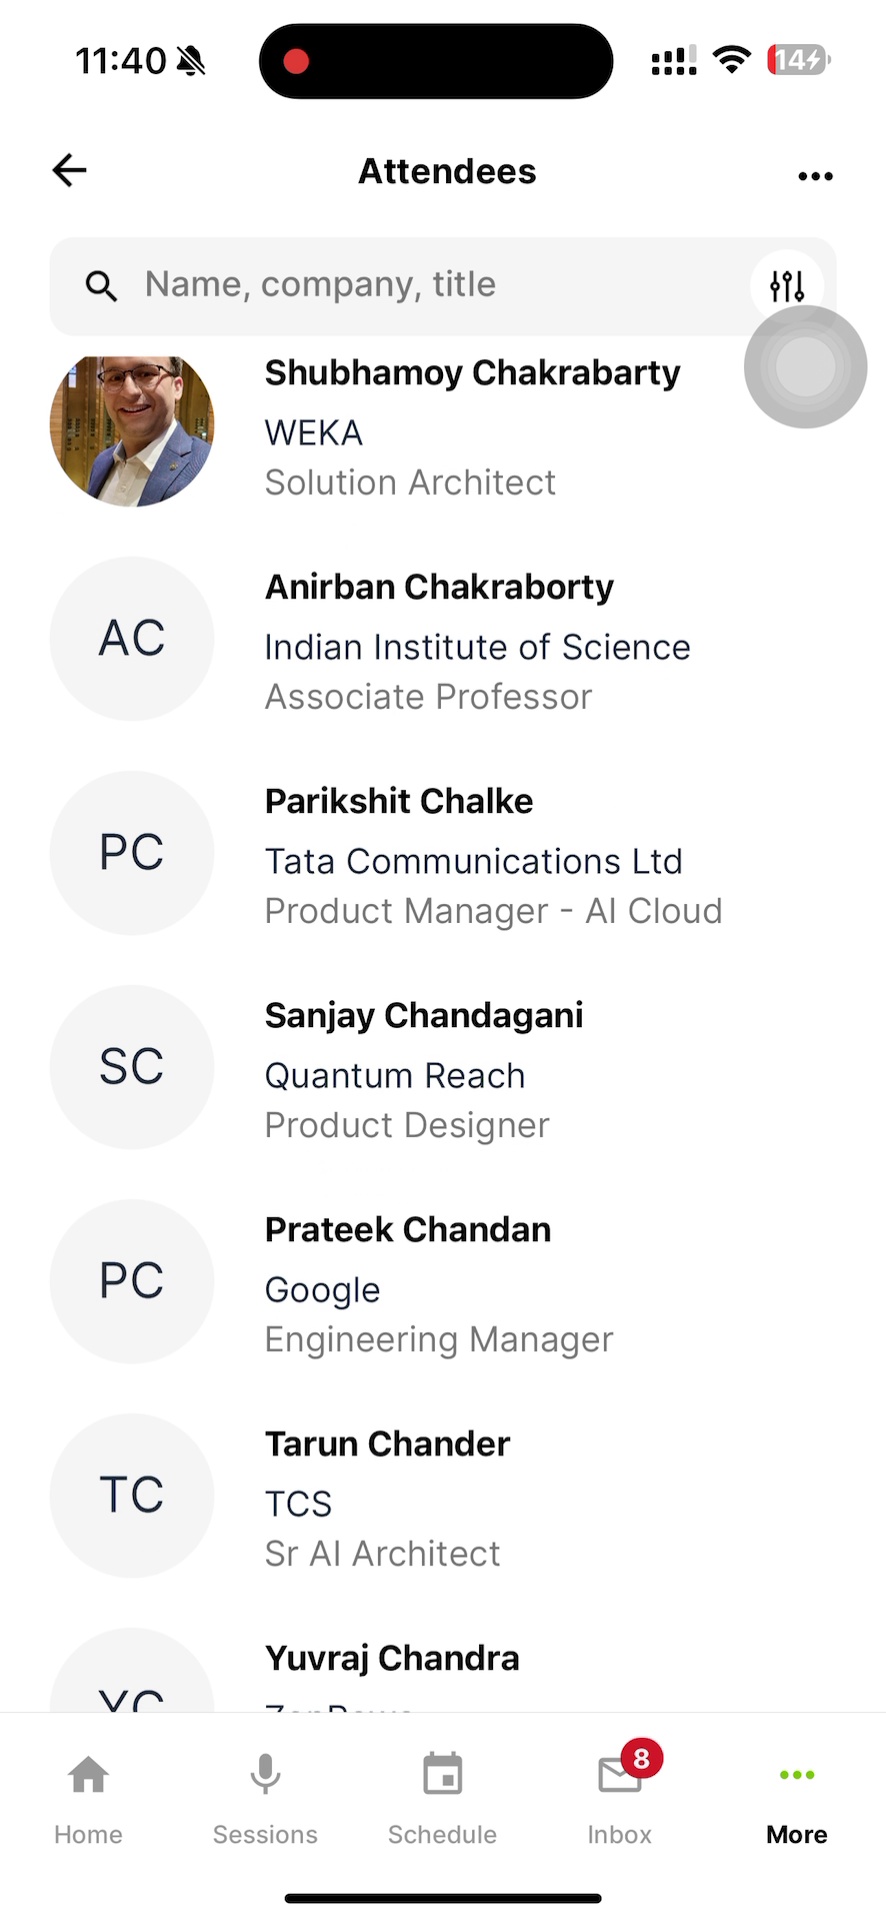 11:40
14
Attendees
Name, company, title
Shubhamoy Chakrabarty
WEKA
Solution Architect
AC
Anirban Chakraborty
Indian Institute of Science
Associate Professor
PC
Parikshit Chalke
Tata Communications Ltd
Product Manager - AI Cloud
SC
Sanjay Chandagani
Quantum Reach
Product Designer
PC
Prateek Chandan
Google
Engineering Manager
TC
Tarun Chander
TCS
Sr AI Architect
YC
Yuvraj Chandra
8
Home
Sessions
Schedule
Inbox
More